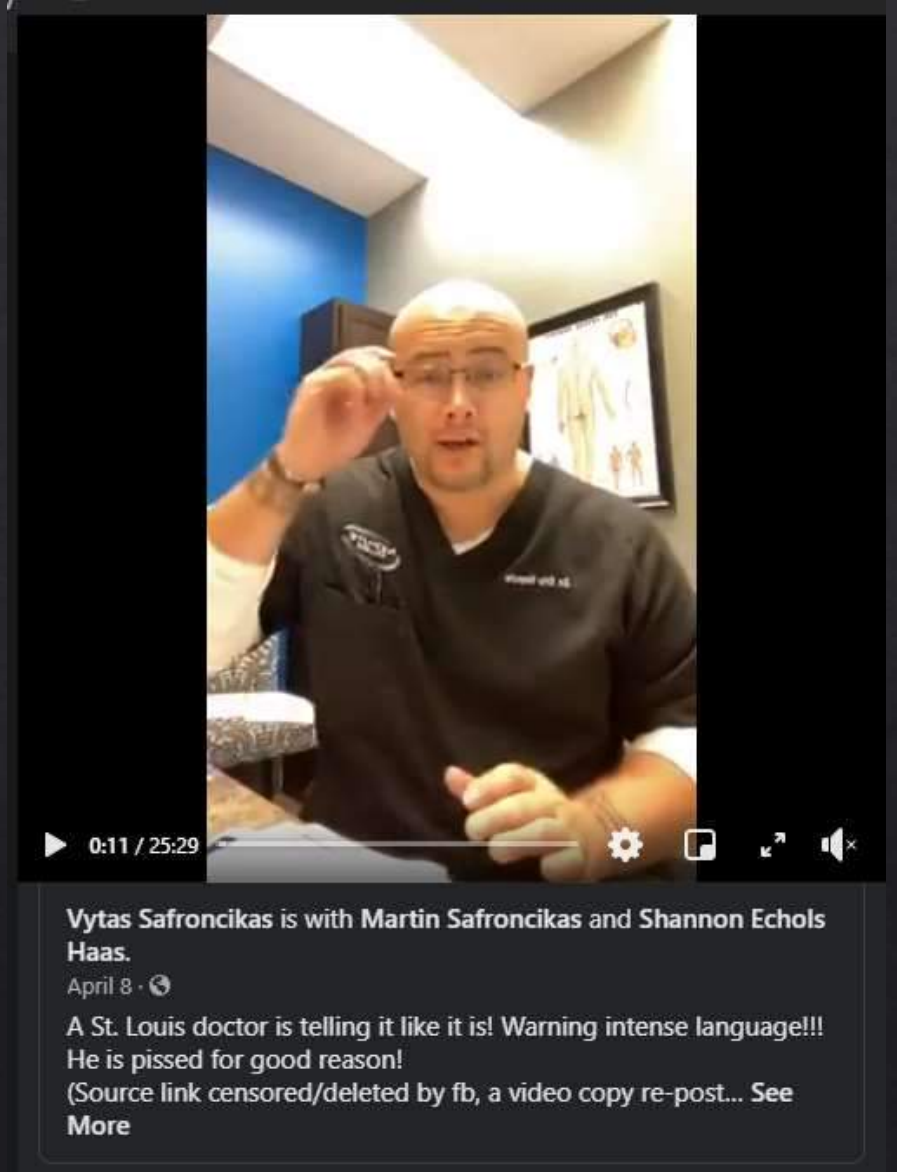 0:11 / 25:29
Vytas Safroncikas is with Martin Safroncikas and Shannon Echols
Haas.
April 8 ·
A St. Louis doctor is telling it like it is! Warning intense language!!!
He is pissed for good reason!
(Source link censored/deleted by fb, a video copy re-post... See
More